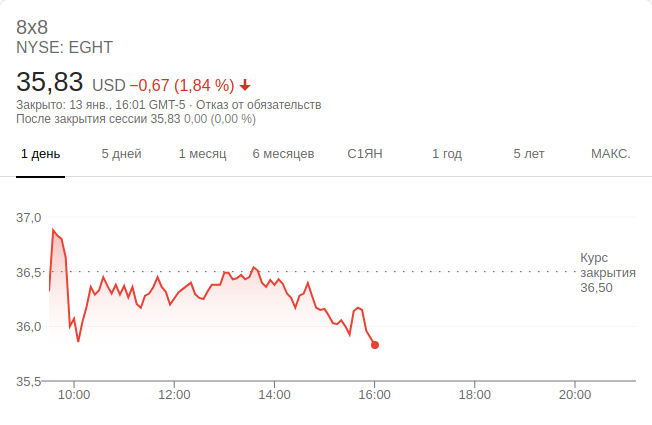 8x8
NYSE: EGHT
35,83 USD −0,67 (1,84 %)
Закрыто: 13 янв., 16:01 GMT-5 · Отказ от обязательств
После закрытия сессии 35,83 0,00 (0,00 %)
1 день 5 дней 1 месяц 6 месяцев С1ЯН 1 год 5 лет МАКС.
37,0
36,5
36,0
35,5
Курс
закрытия
36,50
10:00 12:00 14:00 16:00 18:00 20:00